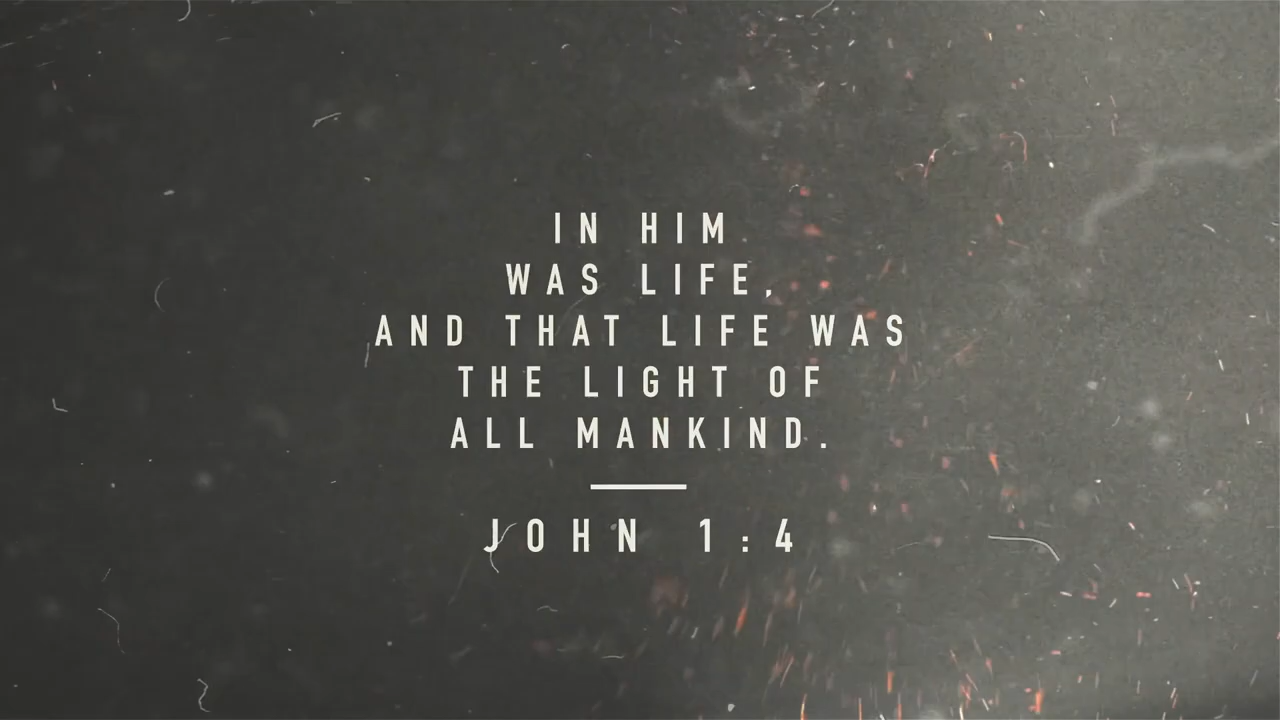 IN HIM
WAS LIFE,
AND THAT LIFE WAS
THE LIGHT OF
ALL MANKIND.
JOHN 1:4